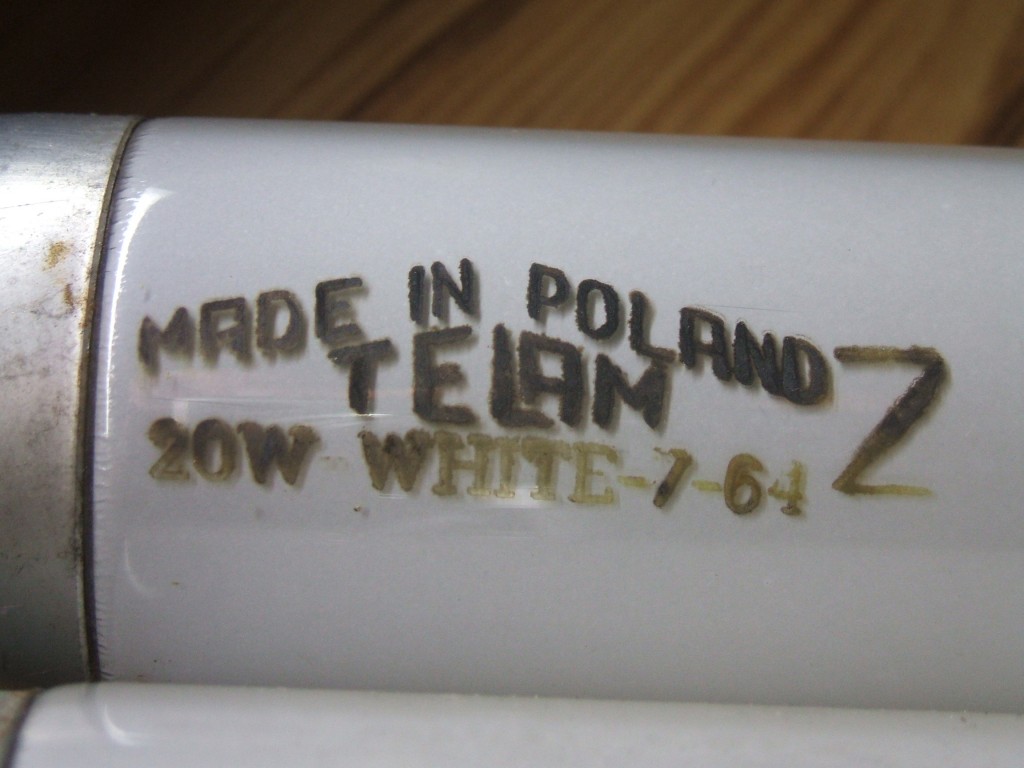 MADE IN POLAND
TELAM Z
20W WHITE-7-64